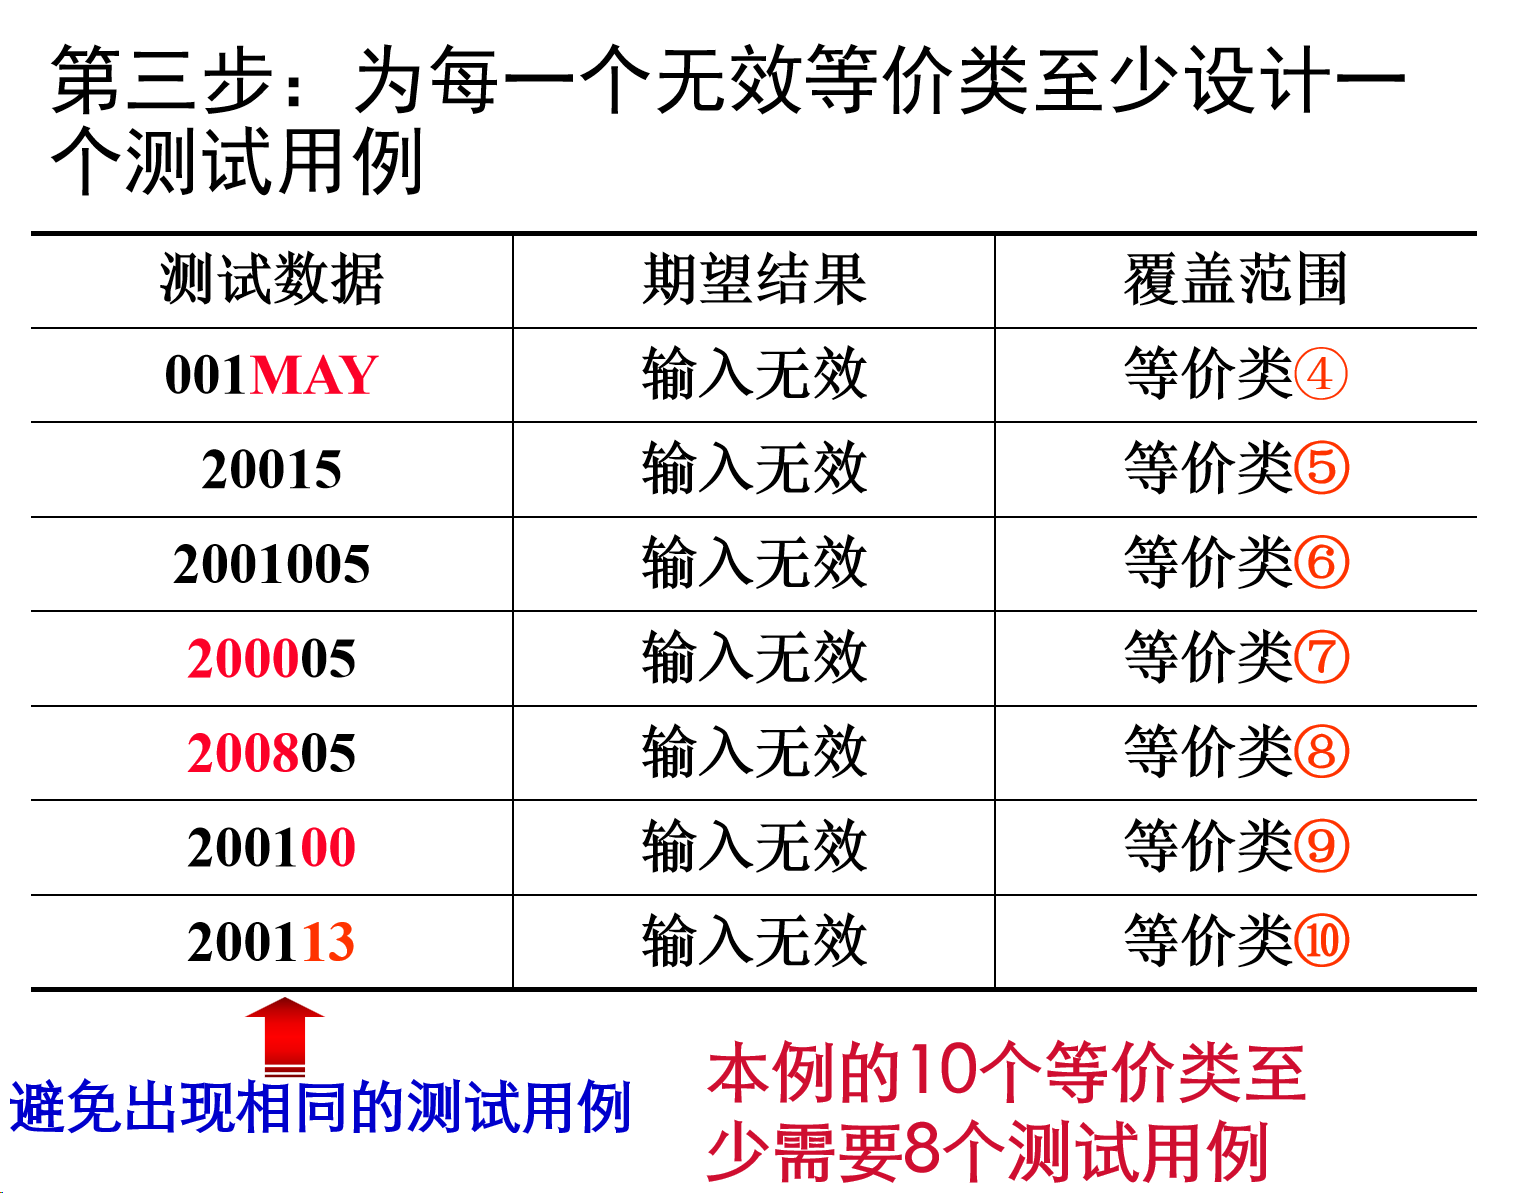 第三步：为每一个无效等价类至少设计一
个测试用例
测试数据 期望结果 覆盖范围
001MAY 输入无效 等价类④
20015 输入无效 等价类⑤
2001005 输入无效 等价类⑥
200005 输入无效 等价类⑦
200805 输入无效 等价类⑧
200100 输入无效 等价类⑨
200113 输入无效 等价类⑩
避免出现相同的测试用例
本例的10个等价类至
少需要8个测试用例